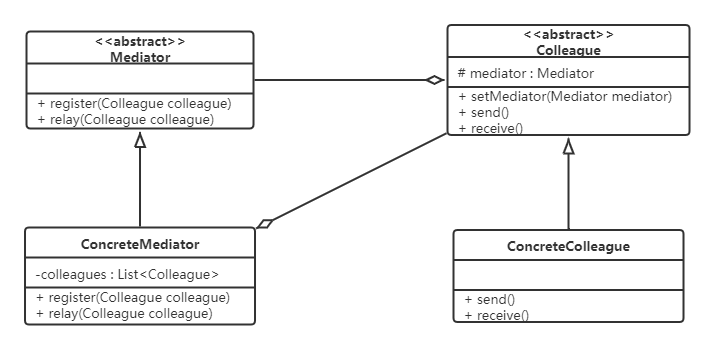 <<abstract>>
Mediator
+ register(Colleague colleague)
+ relay(Colleague colleague)
<<abstract>>
Colleague
# mediator : Mediator
+ setMediator(Mediator mediator)
+ send()
+ receive()
ConcreteMediator
-colleagues : List<Colleague>
+ register(Colleague colleague)
+ relay(Colleague colleague)
ConcreteColleague
+ send()
+ receive()